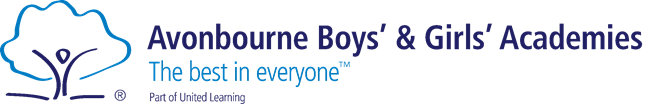 Avonbourne Boys' & Girls' Academies
The best in everyone™
Part of United Learning
®